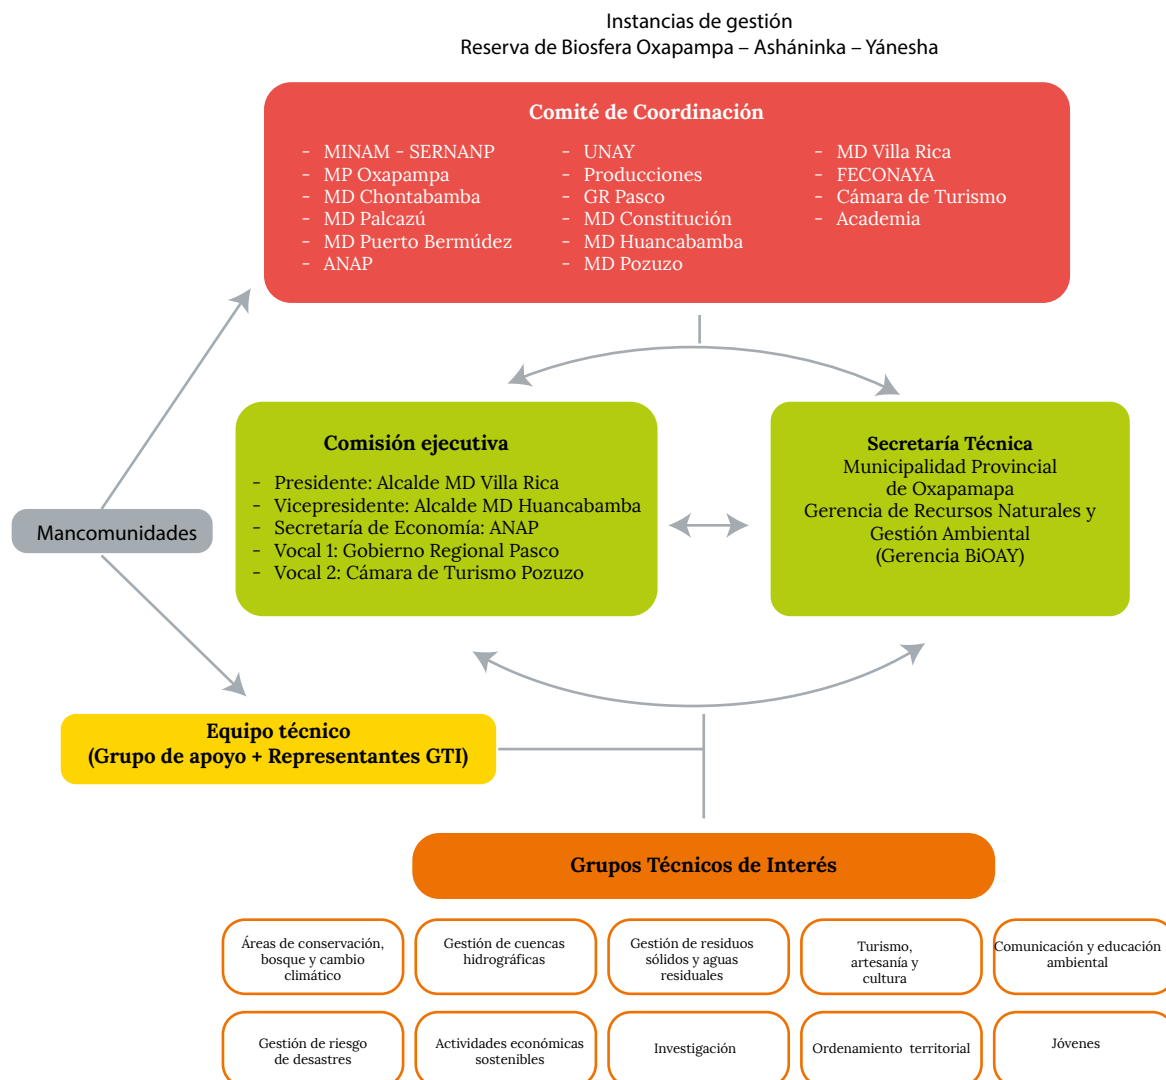 Instancias de gestión
Reserva de Biosfera Oxapampa – Asháninka – Yánesha
Comité de Coordinación
- MINAM - SERNANP
- MP Oxapampa
- MD Chontabamba
- MD Palcazú
- MD Puerto Bermúdez
- ANAP
- UNAY
- Producciones
- GR Pasco
- MD Constitución
- MD Huancabamba
- MD Pozuzo
- MD Villa Rica
- FECONAYA
- Cámara de Turismo
- Academia
Comisión ejecutiva
- Presidente: Alcalde MD Villa Rica
- Vicepresidente: Alcalde MD Huancabamba
- Secretaría de Economía: ANAP
- Vocal 1: Gobierno Regional Pasco
- Vocal 2: Cámara de Turismo Pozuzo
Secretaría Técnica
Municipalidad Provincial
de Oxapamapa
Gerencia de Recursos Naturales y
Gestión Ambiental
(Gerencia BiOAY)
Mancomunidades
Equipo técnico
(Grupo de apoyo + Representantes GTI)
Grupos Técnicos de Interés
Áreas de conservación,
bosque y cambio
climático
Gestión de cuencas
hidrográficas
Gestión de residuos
sólidos y aguas
residuales
Turismo,
artesanía y
cultura
Comunicación y educación
ambiental
Gestión de riesgo
de desastres
Actividades económicas
sostenibles
Investigación
Ordenamiento territorial
Jóvenes